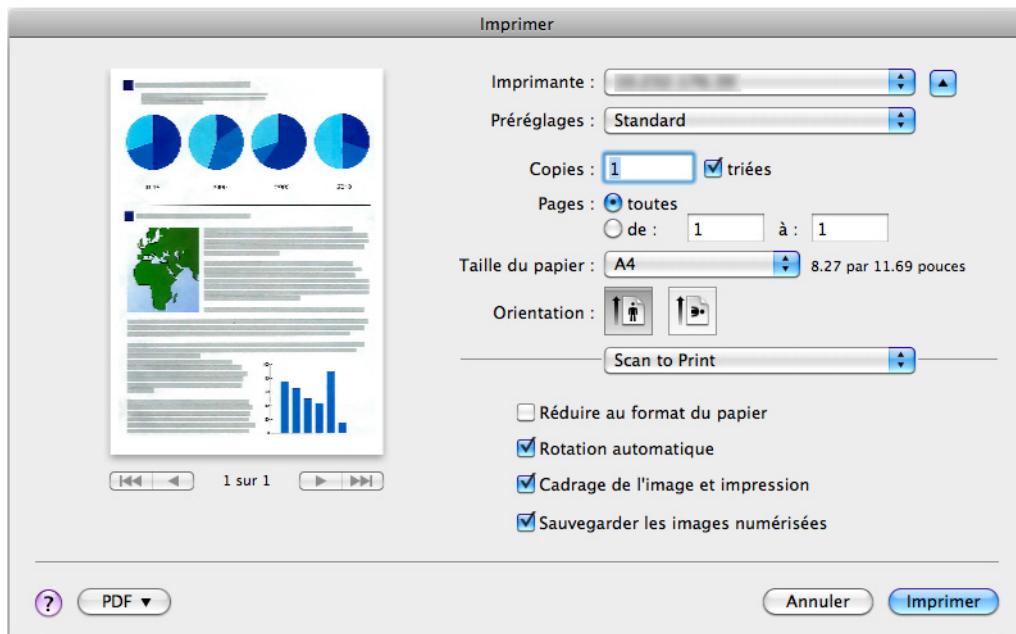 Imprimer
Imprimante :
Préréglages : Standard
Copies : 1 triées
Pages : toutes
de : 1 à : 1
Taille du papier : A4 8.27 par 11.69 pouces
Orientation :
Scan to Print
Réduire au format du papier
Rotation automatique
Cadrage de l'image et impression
Sauvegarder les images numérisées
1 sur 1
? PDF Annuler Imprimer